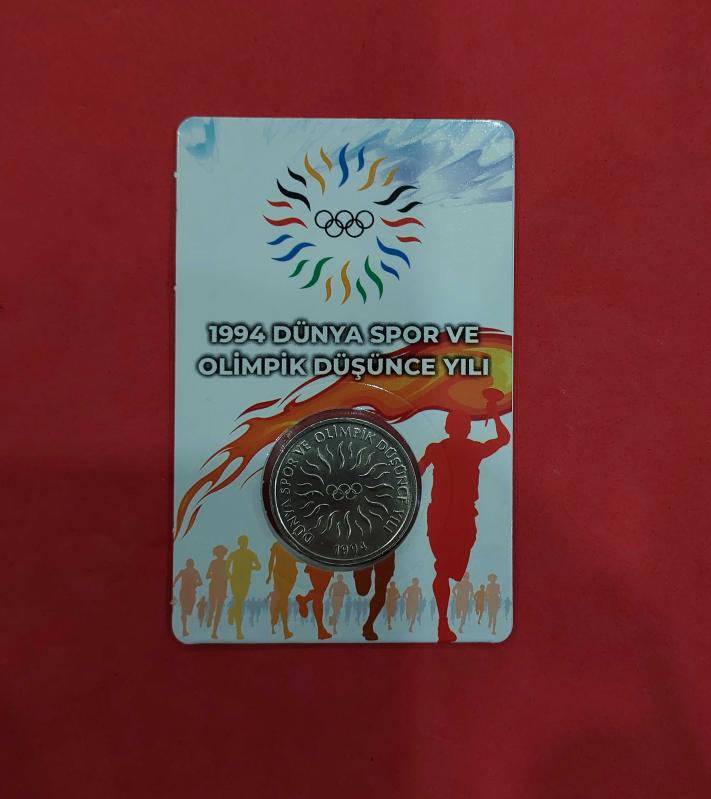 1994 DÜNYA SPOR VE
OLİMPİK DÜŞÜNCE YILI
DÜNYA SPOR VE OLİMPİK DÜŞÜNCE YILI
1994